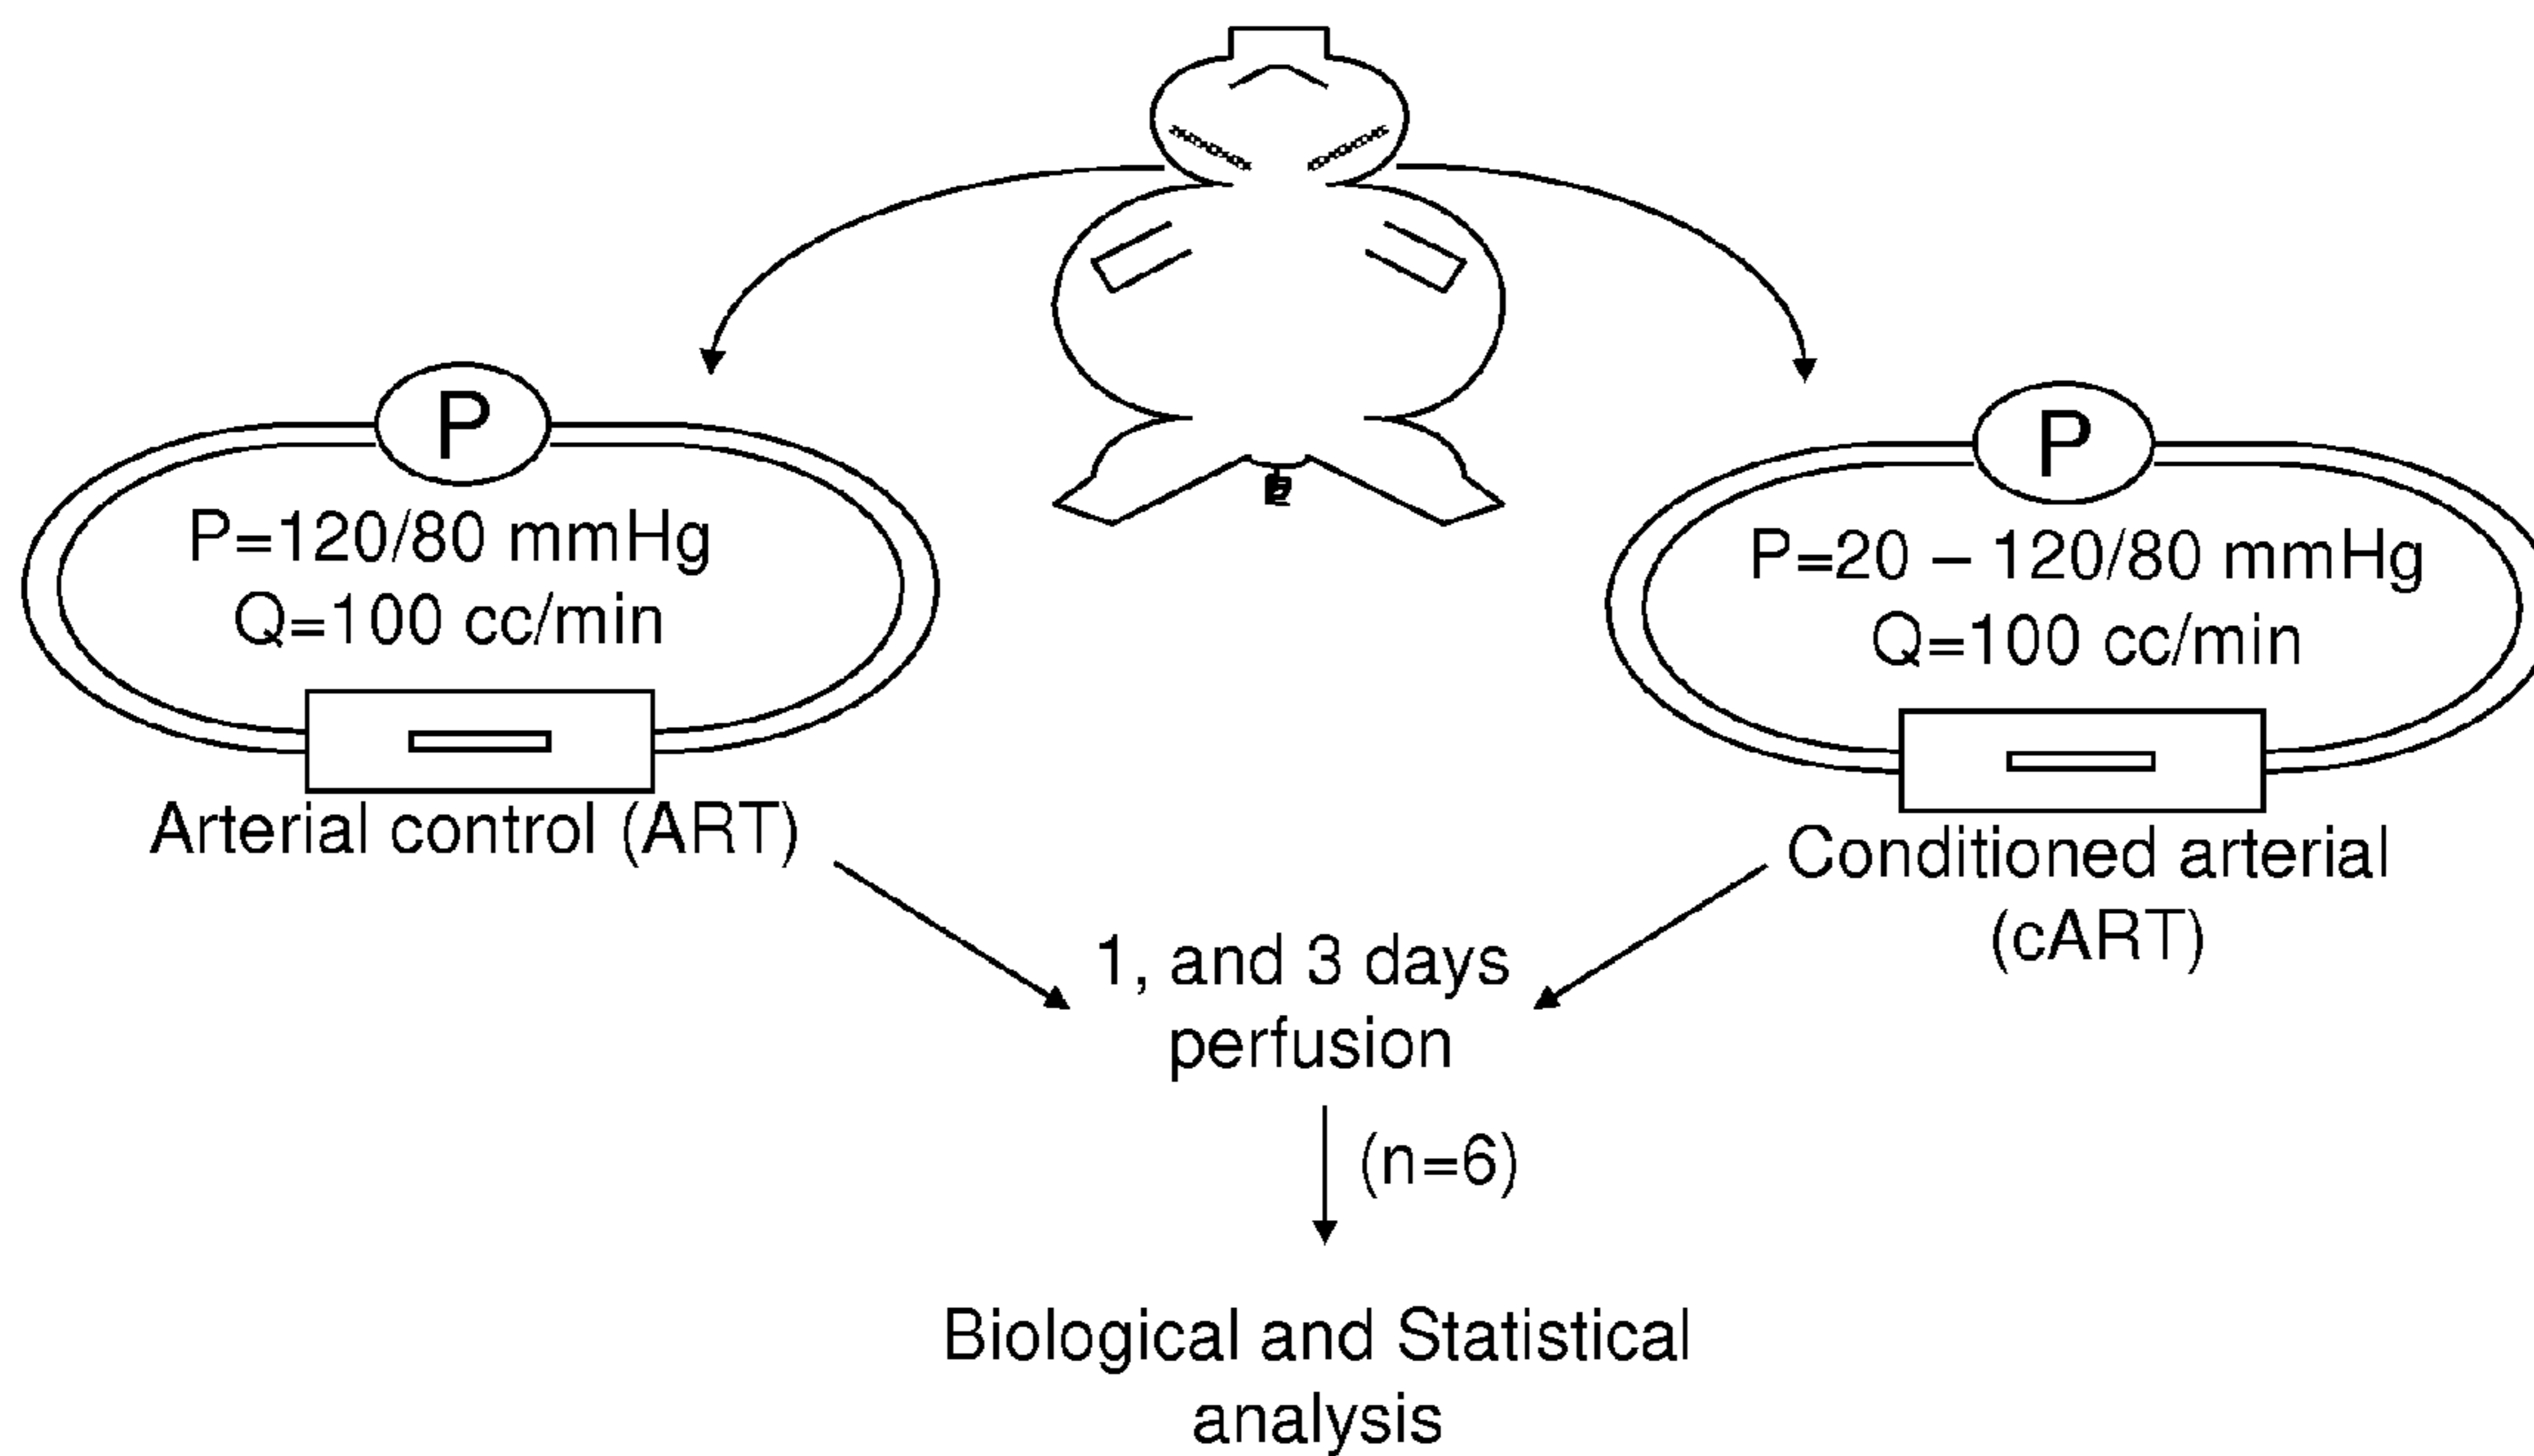 P
P=120/80 mmHg
Q=100 cc/min
Arterial control (ART)
P
P=20 – 120/80 mmHg
Q=100 cc/min
Conditioned arterial
(cART)
1, and 3 days
perfusion
(n=6)
Biological and Statistical
analysis